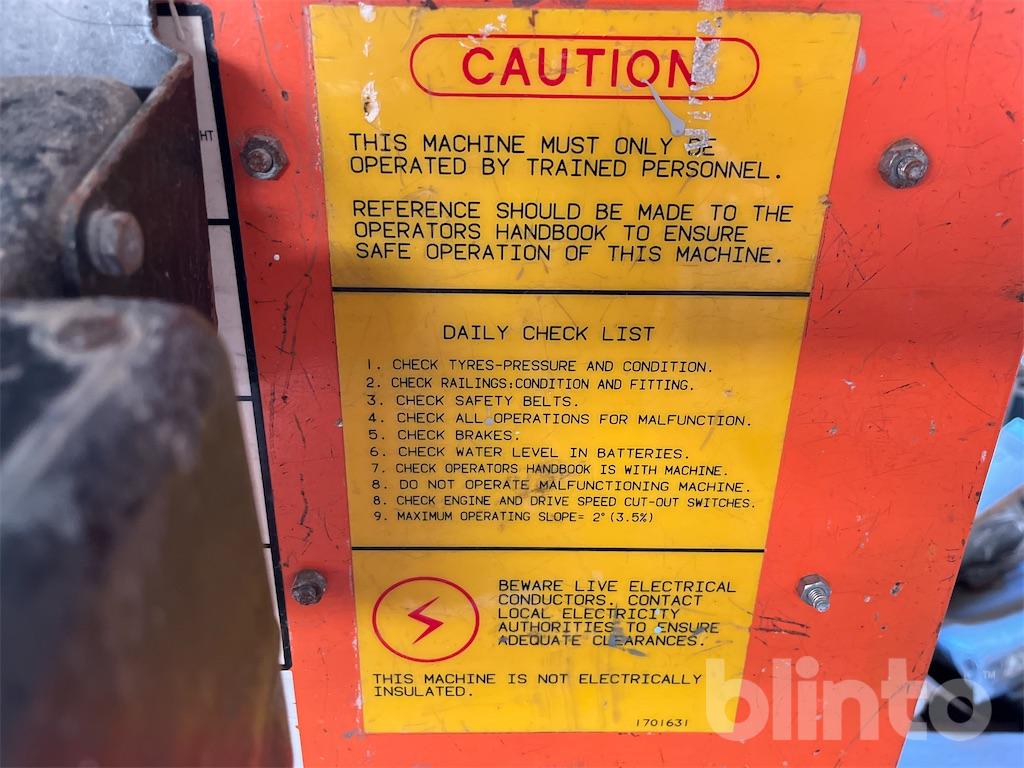 CAUTION
THIS MACHINE MUST ONLY BE
OPERATED BY TRAINED PERSONNEL.
REFERENCE SHOULD BE MADE TO THE
OPERATORS HANDBOOK TO ENSURE
SAFE OPERATION OF THIS MACHINE.
DAILY CHECK LIST
1. CHECK TYRES-PRESSURE AND CONDITION.
2. CHECK RAILINGS:CONDITION AND FITTING.
3. CHECK SAFETY BELTS.
4. CHECK ALL OPERATIONS FOR MALFUNCTION.
5. CHECK BRAKES.
6. CHECK WATER LEVEL IN BATTERIES.
7. CHECK OPERATORS HANDBOOK IS WITH MACHINE.
8. DO NOT OPERATE MALFUNCTIONING MACHINE.
8. CHECK ENGINE AND DRIVE SPEED CUT-OUT SWITCHES.
9. MAXIMUM OPERATING SLOPE= 2° (3.5%)
BEWARE LIVE ELECTRICAL
CONDUCTORS. CONTACT
LOCAL ELECTRICITY
AUTHORITIES TO ENSURE
ADEQUATE CLEARANCES.
THIS MACHINE IS NOT ELECTRICALLY
INSULATED.
1701631
HT
blinto™